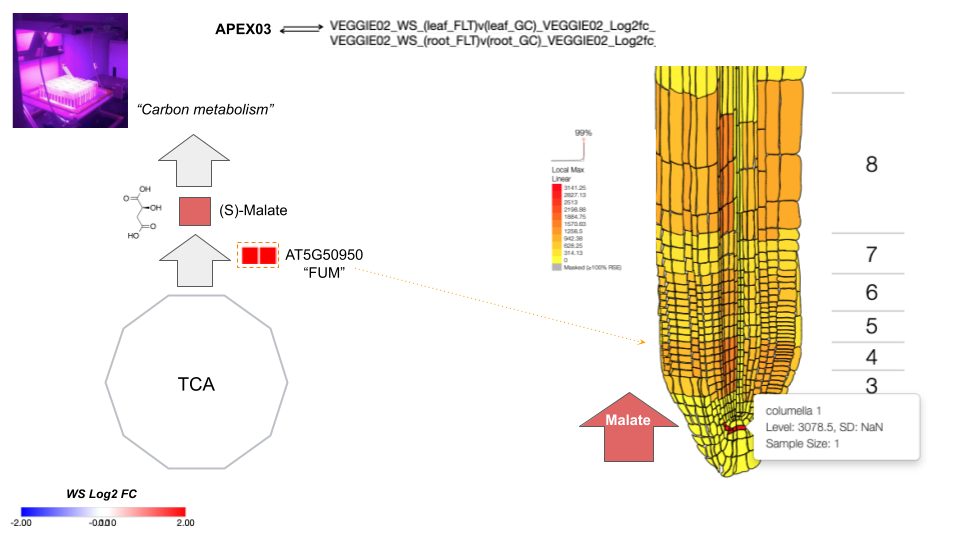 APEX03
VEGGIE02_WS_(leaf_FLT)v(leaf_GC)_VEGGIE02_Log2fc_
VEGGIE02_WS_(root_FLT)v(root_GC)_VEGGIE02_Log2fc_
“Carbon metabolism”
OH
O
OH
O
HO
(S)-Malate
AT5G50950
“FUM”
TCA
WS Log2 FC
-2.00
2.00
99%
Local Max
Linear
3141.25
2827.13
2513
2198.88
1884.75
1570.63
1256.5
942.38
628.25
314.13
0
Masked (≥100% RSE)
8
7
6
5
4
3
Malate
columella 1
Level: 3078.5, SD: NaN
Sample Size: 1